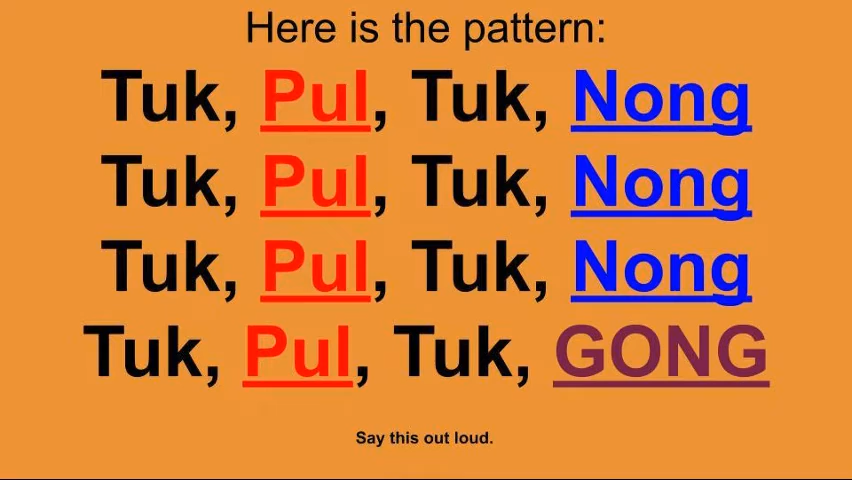 Here is the pattern:
Tuk, Pul, Tuk, Nong
Tuk, Pul, Tuk, Nong
Tuk, Pul, Tuk, Nong
Tuk, Pul, Tuk, GONG
Say this out loud.